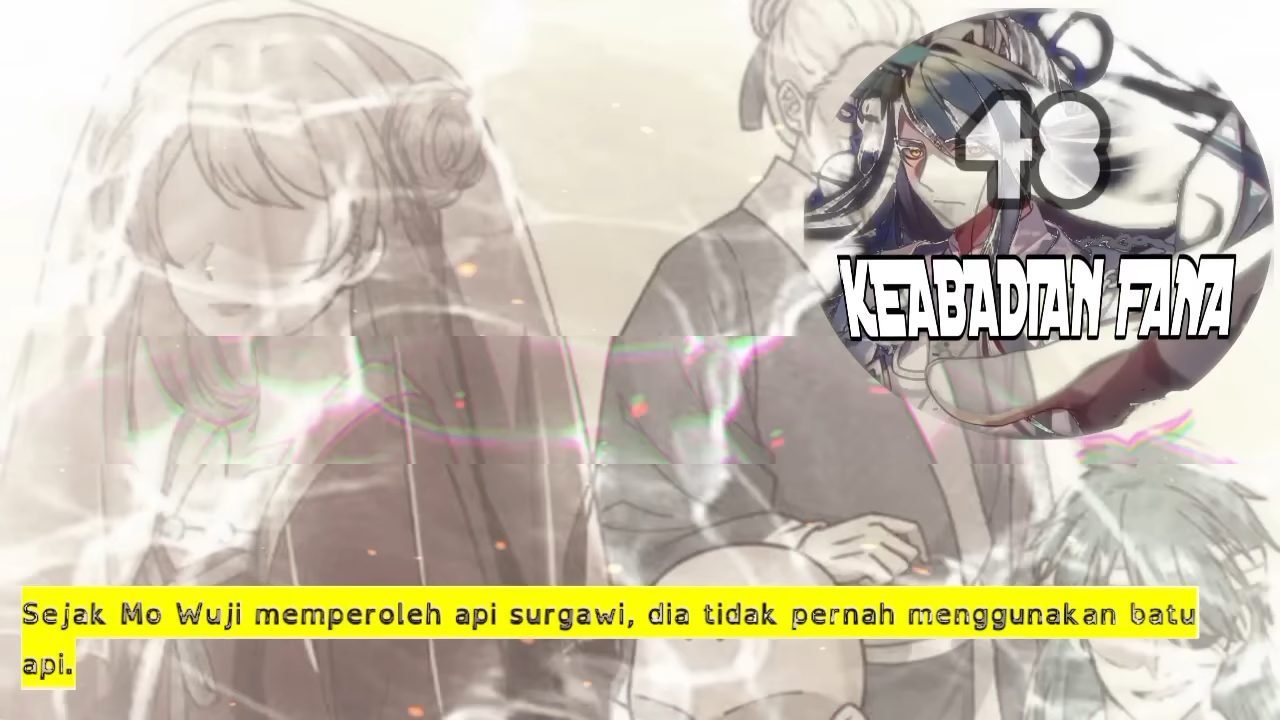 48
KEABADIAN FANA
Sejak Mo Wuji memperoleh api surgawi, dia tidak pernah menggunakan batu
api.